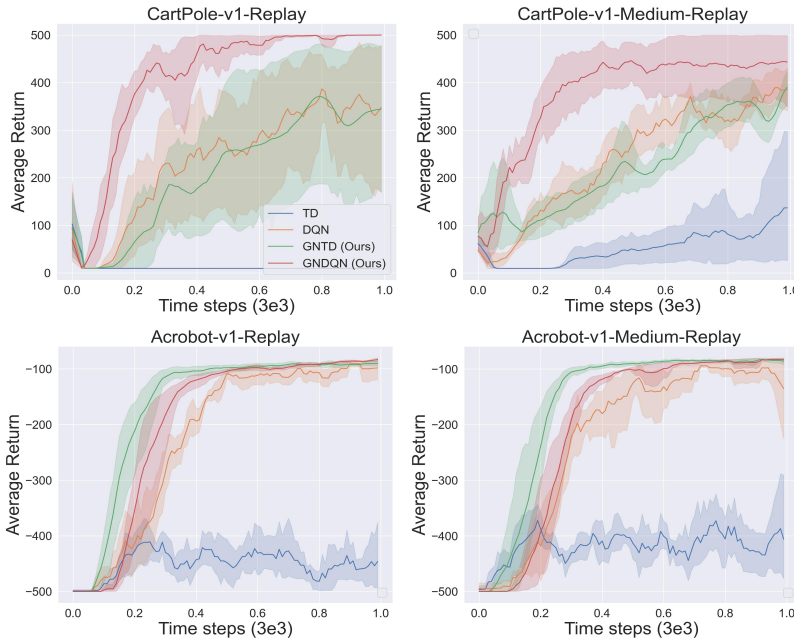 CartPole-v1-Replay
Average Return
500
400
300
200
100
0
TD
DQN
GNTD (Ours)
GNDQN (Ours)
0.0 0.2 0.4 0.6 0.8 1.0
Time steps (3e3)
CartPole-v1-Medium-Replay
Average Return
500
400
300
200
100
0
0.0 0.2 0.4 0.6 0.8 1.0
Time steps (3e3)
Acrobot-v1-Replay
Average Return
−100
−200
−300
−400
−500
0.0 0.2 0.4 0.6 0.8 1.0
Time steps (3e3)
Acrobot-v1-Medium-Replay
Average Return
−100
−200
−300
−400
−500
0.0 0.2 0.4 0.6 0.8 1.0
Time steps (3e3)